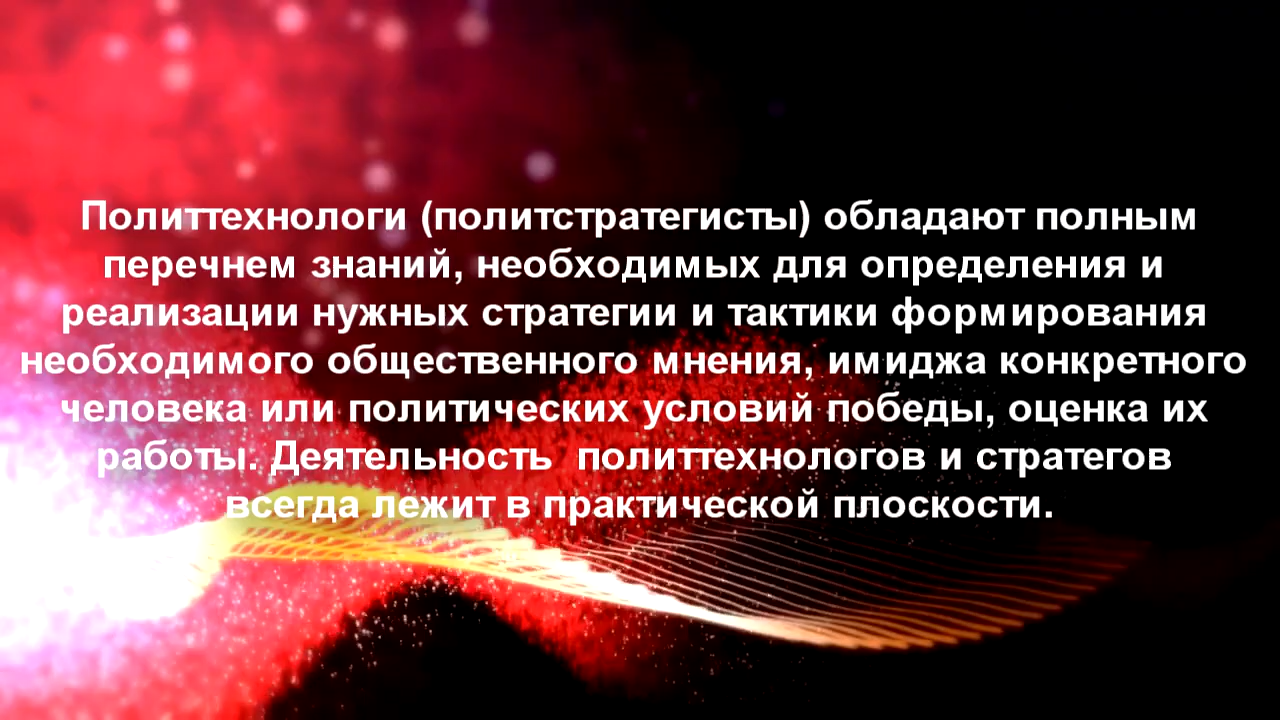 Политтехнологи (политстратегисты) обладают полным
перечнем знаний, необходимых для определения и
реализации нужных стратегии и тактики формирования
необходимого общественного мнения, имиджа конкретного
человека или политических условий победы, оценка их
работы. Деятельность  политтехнологов и стратегов
всегда лежит в практической плоскости.